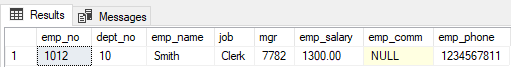 Results Messages
emp_no dept_no emp_name job mgr emp_salary emp_comm emp_phone
1 1012 10 Smith Clerk 7782 1300.00 NULL 1234567811